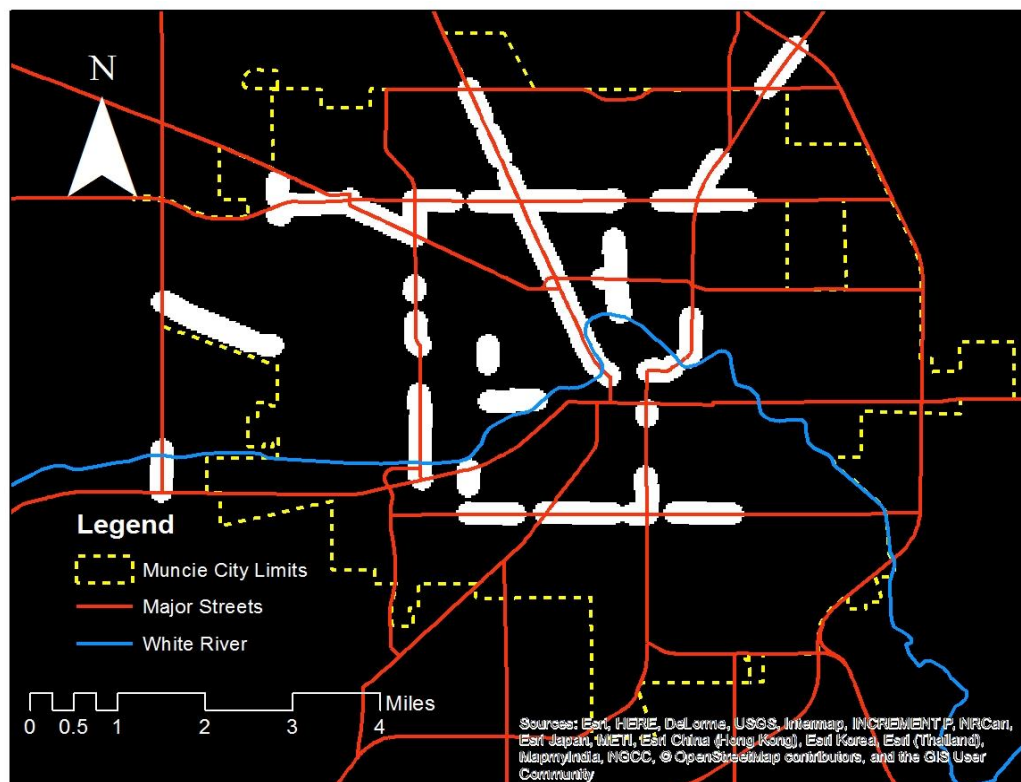 N
Legend
Muncie City Limits
Major Streets
White River
Miles
0 0.5 1 2 3 4
Sources: Esri, HERE, DeLorme, USGS, Intermap, INCREMENT P, NRCan,
Esri Japan, METI, Esri China (Hong Kong), Esri Korea, Esri (Thailand),
MapmyIndia, NGCC, © OpenStreetMap contributors, and the GIS User
Community